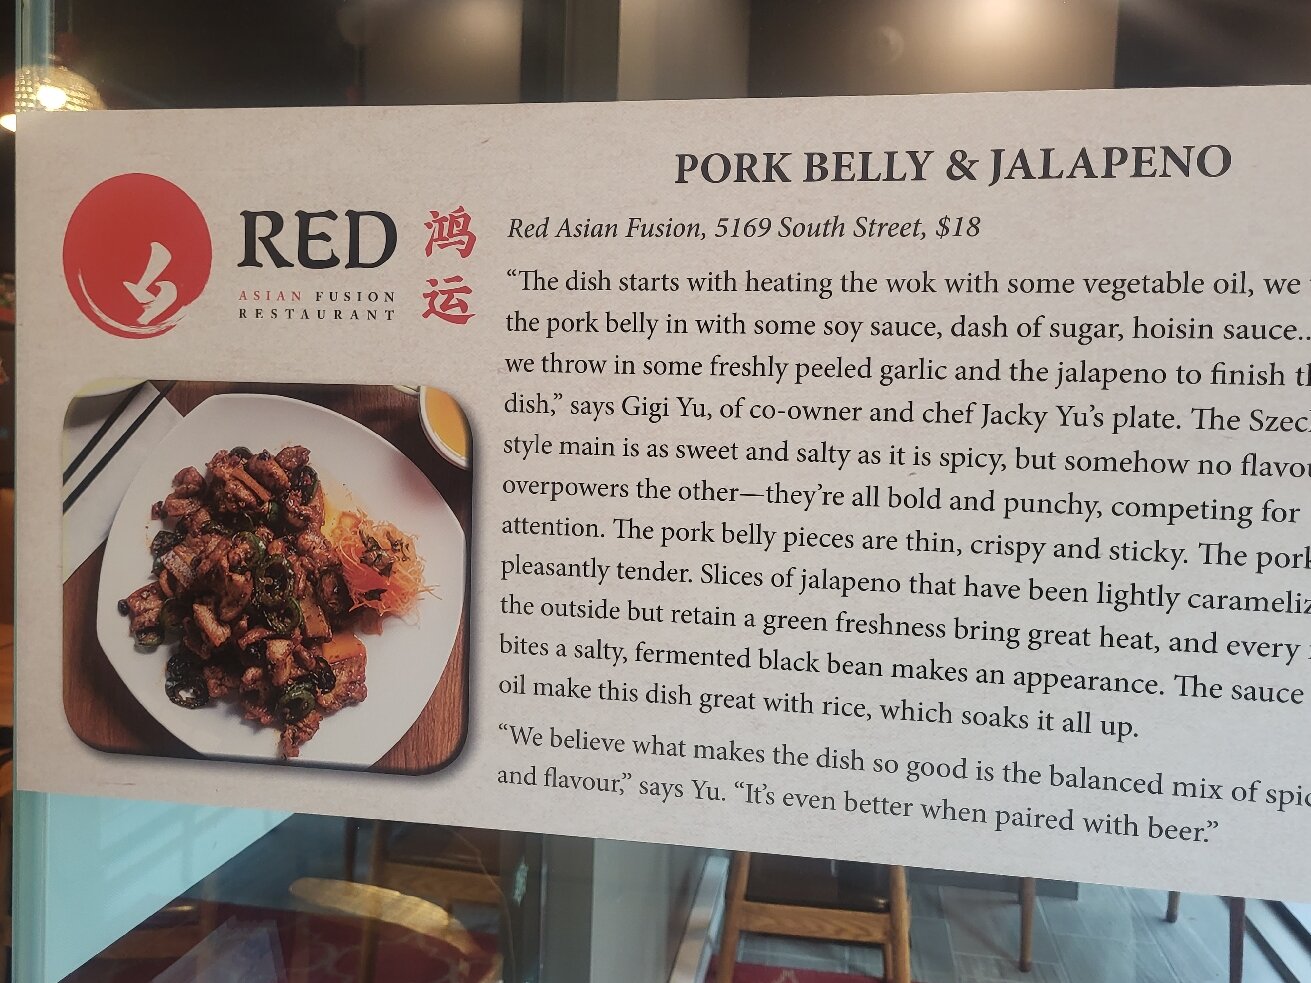 PORK BELLY & JALAPENO
RED
鸿运
ASIAN FUSION
RESTAURANT
Red Asian Fusion, 5169 South Street, $18
“The dish starts with heating the wok with some vegetable oil, we
the pork belly in with some soy sauce, dash of sugar, hoisin sauce..
we throw in some freshly peeled garlic and the jalapeno to finish
dish,” says Gigi Yu, of co-owner and chef Jacky Yu’s plate. The
style main is as sweet and salty as it is spicy, but somehow no
overpowers the other—they’re all bold and punchy, competing for
attention. The pork belly pieces are thin, crispy and sticky. The
pleasantly tender. Slices of jalapeno that have been lightly
the outside but retain a green freshness bring great heat, and every
bites a salty, fermented black bean makes an appearance. The sauce
oil make this dish great with rice, which soaks it all up.
“We believe what makes the dish so good is the balanced mix of
and flavour,” says Yu. “It’s even better when paired with beer.”